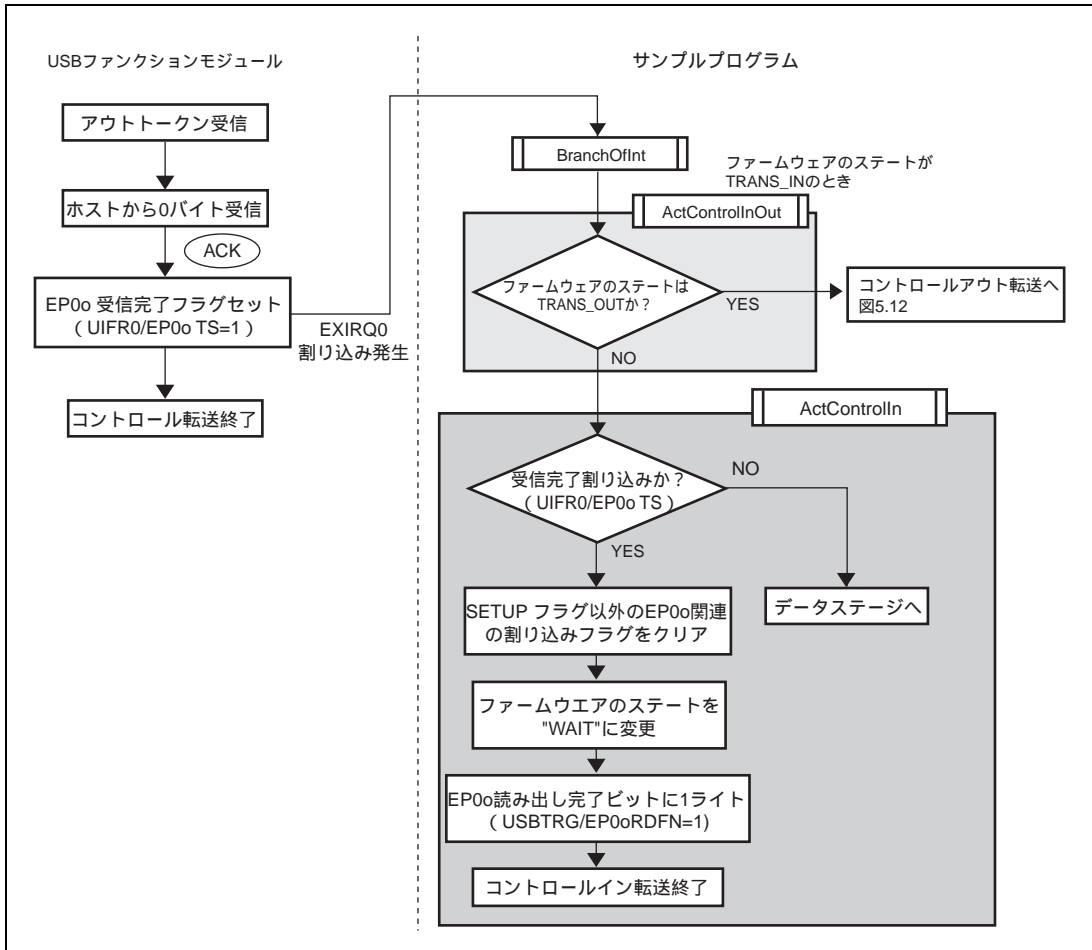 USBファンクションモジュール
アウトトークン受信
ホストから0バイト受信
ACK
EP0o 受信完了フラグセット
( UIFR0/EP0o TS=1 )
EXIRQ0
割り込み発生
コントロール転送終了
サンプルプログラム
BranchOfInt
ファームウェアのステートが
TRANS_INのとき
ActControlInOut
ファームウェアのステートは
TRANS_OUTか？
YES
コントロールアウト転送へ
図5.12
NO
ActControlIn
受信完了割り込みか？
( UIFR0/EP0o TS )
NO
YES
データステージへ
SETUP フラグ以外のEP0o関連
の割り込みフラグをクリア
ファームウエアのステートを
"WAIT"に変更
EP0o読み出し完了ビットに1ライト
( USBTRG/EP0oRDFN=1)
コントロールイン転送終了